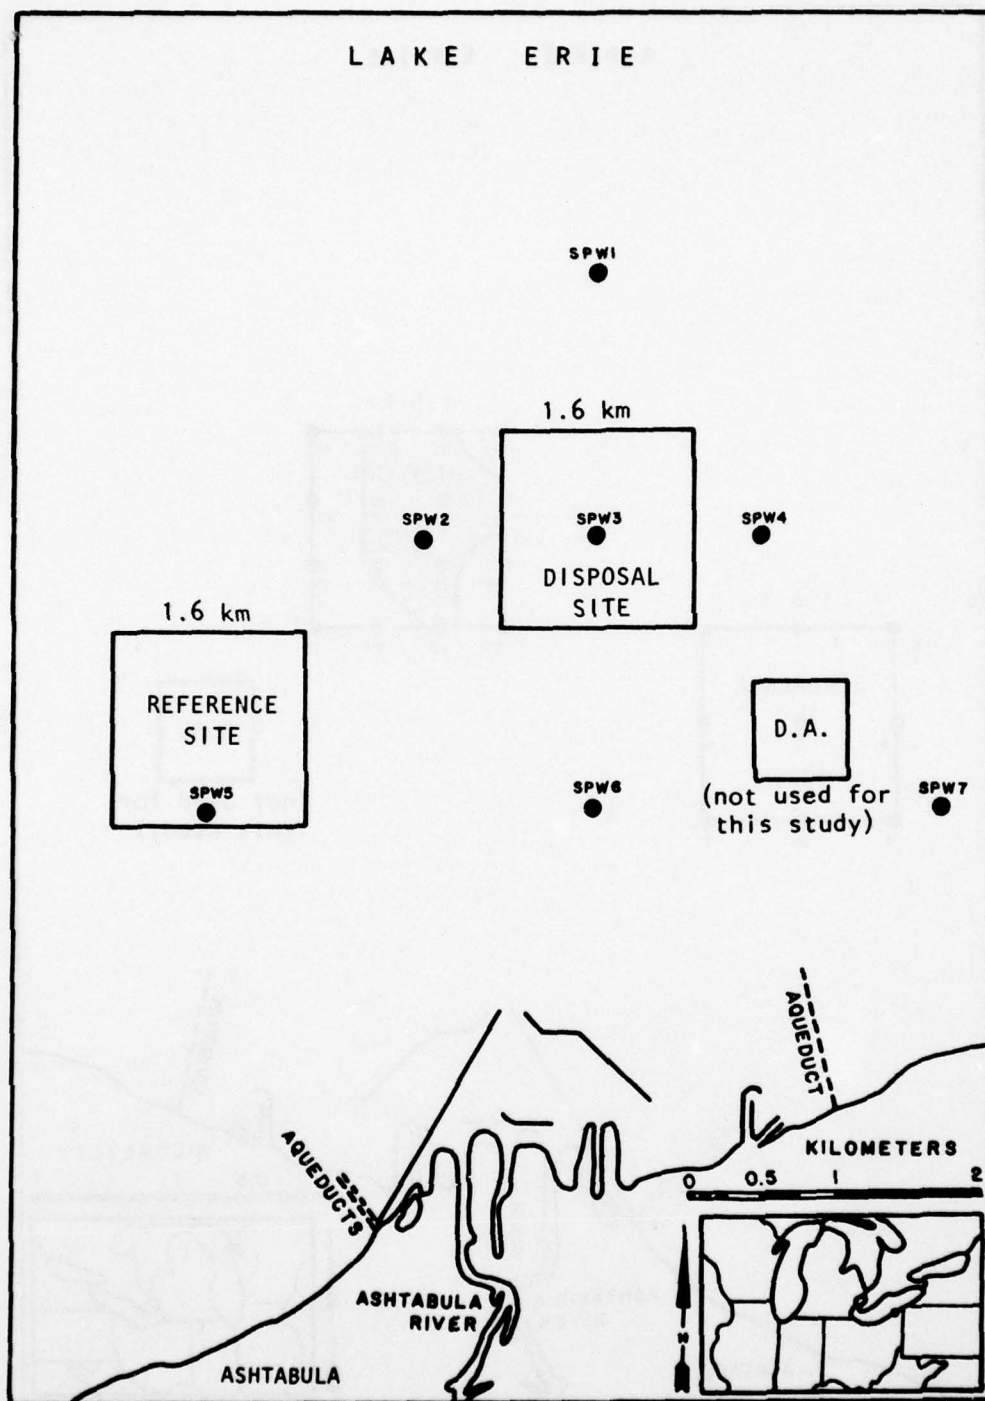 LAKE ERIE
SPW1
1.6 km
SPW2
SPW3
SPW4
DISPOSAL
SITE
1.6 km
REFERENCE
SITE
D.A.
SPW5
SPW6
(not used for
this study)
SPW7
AQUEDUCT
AQUEDUCTS
KILOMETERS
0 0.5 1 2
ASHTABULA
RIVER
N
ASHTABULA